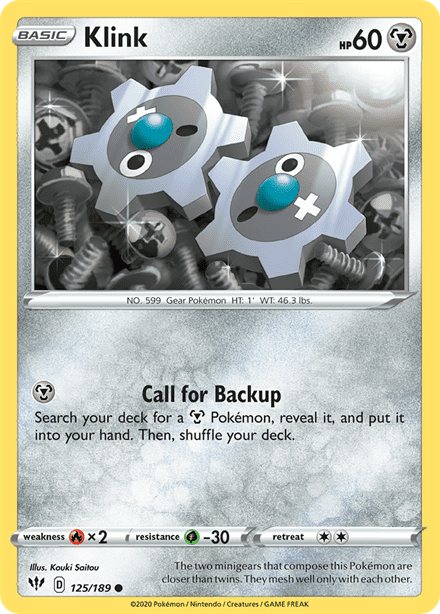 BASIC Klink HP 60
NO. 599 Gear Pokémon HT: 1' WT: 46.3 lbs.
Call for Backup
Search your deck for a Pokémon, reveal it, and put it
into your hand. Then, shuffle your deck.
weakness ×2 resistance -30 retreat
Illus. Kouki Saitou
The two minigears that compose this Pokémon are
closer than twins. They mesh well only with each other.
D 125/189
©2020 Pokémon / Nintendo / Creatures / GAME FREAK